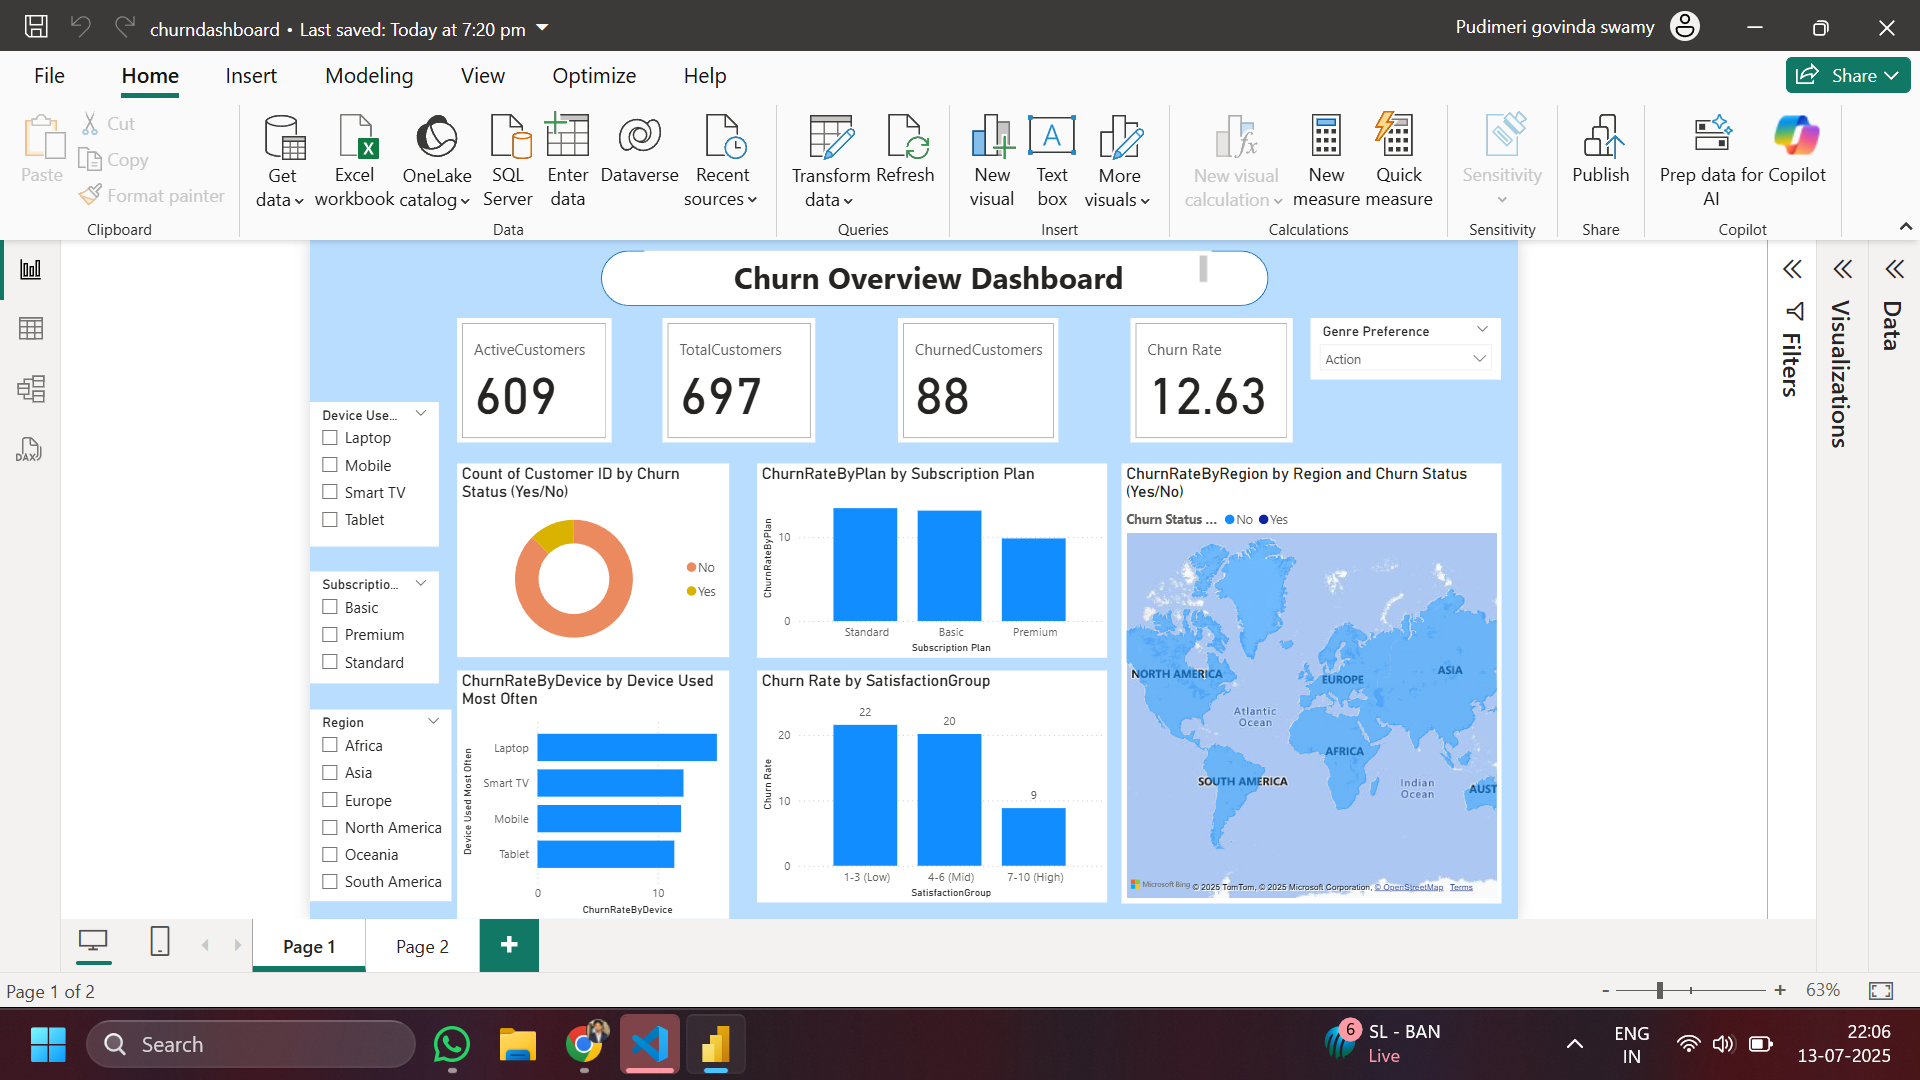 churndashboard • Last saved: Today at 7:20 pm
Pudimeri govinda swamy
File
Home
Insert
Modeling
View
Optimize
Help
Share
Paste
Cut
Copy
Format painter
Clipboard
Get
data
Excel
workbook
OneLake
catalog
SQL
Server
Enter
data
Dataverse
Recent
sources
Data
Transform
data
Refresh
Queries
New
visual
Text
box
More
visuals
Insert
New visual
calculation
New
measure
Quick
measure
Calculations
Sensitivity
Sensitivity
Publish
Share
Prep data for
AI
Copilot
Copilot
DAX
Churn Overview Dashboard
ActiveCustomers
609
TotalCustomers
697
ChurnedCustomers
88
Churn Rate
12.63
Genre Preference
Action
Device Use...
Laptop
Mobile
Smart TV
Tablet
Subscriptio...
Basic
Premium
Standard
Region
Africa
Asia
Europe
North America
Oceania
South America
Count of Customer ID by Churn
Status (Yes/No)
No
Yes
ChurnRateByPlan by Subscription Plan
ChurnRateByPlan
10
0
Standard
Basic
Premium
Subscription Plan
ChurnRateByRegion by Region and Churn Status
(Yes/No)
Churn Status ...
No
Yes
NORTH AMERICA
EUROPE
ASIA
Atlantic
Ocean
AFRICA
SOUTH AMERICA
Indian
Ocean
AUST
Microsoft Bing
© 2025 TomTom, © 2025 Microsoft Corporation, © OpenStreetMap Terms
ChurnRateByDevice by Device Used
Most Often
Device Used Most Often
Laptop
Smart TV
Mobile
Tablet
0
10
ChurnRateByDevice
Churn Rate by SatisfactionGroup
Churn Rate
22
20
9
20
10
0
1-3 (Low)
4-6 (Mid)
7-10 (High)
SatisfactionGroup
Filters
Visualizations
Data
Page 1
Page 2
+
Page 1 of 2
- + 63%
Search
6
SL - BAN
Live
ENG
IN
22:06
13-07-2025